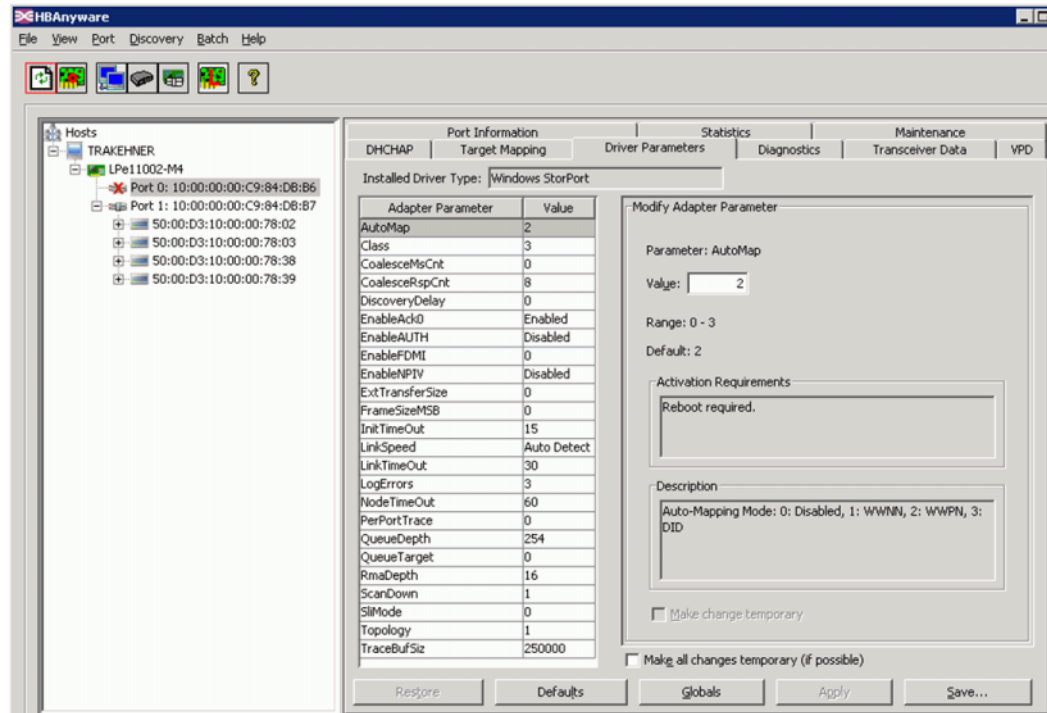 HBAnyware
File View Port Discovery Batch Help
Hosts
TRAKEHNER
LPe11002-M4
Port 0: 10:00:00:00:C9:84:DB:B6
Port 1: 10:00:00:00:C9:84:DB:B7
50:00:D3:10:00:00:78:02
50:00:D3:10:00:00:78:03
50:00:D3:10:00:00:78:38
50:00:D3:10:00:00:78:39
Port Information Statistics Maintenance
DHCHAP Target Mapping Driver Parameters Diagnostics Transceiver Data VPD
Installed Driver Type: Windows StorPort
Adapter Parameter Value
AutoMap 2
Class 3
CoalesceMsCnt 0
CoalesceRspCnt 8
DiscoveryDelay 0
EnableAck0 Enabled
EnableAUTH Disabled
EnableFDMI 0
EnableNPIV Disabled
ExtTransferSize 0
FrameSizeMSB 0
InitTimeOut 15
LinkSpeed Auto Detect
LinkTimeOut 30
LogErrors 3
NodeTimeOut 60
PerPortTrace 0
QueueDepth 254
QueueTarget 0
RmaDepth 16
ScanDown 1
SliMode 0
Topology 1
TraceBufSiz 250000
Modify Adapter Parameter
Parameter: AutoMap
Value: 2
Range: 0 - 3
Default: 2
Activation Requirements
Reboot required.
Description
Auto-Mapping Mode: 0: Disabled, 1: WWNN, 2: WWPN, 3:
DID
Make change temporary
Make all changes temporary (if possible)
Restore Defaults Globals Apply Save...